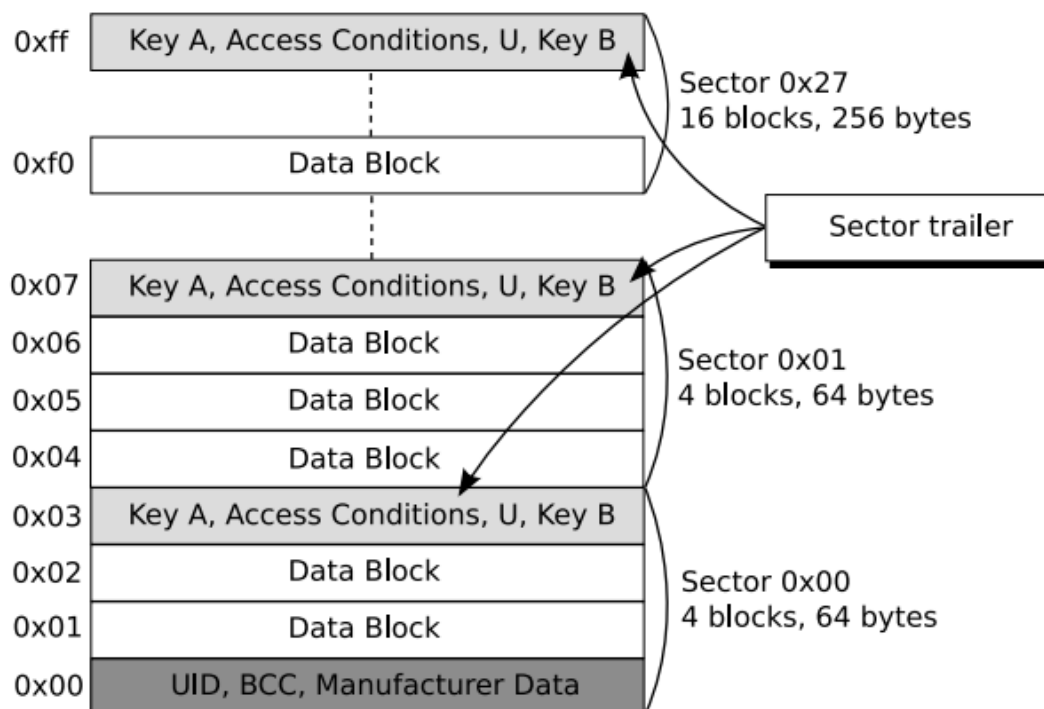 0xff Key A, Access Conditions, U, Key B
Sector 0x27
16 blocks, 256 bytes
0xf0 Data Block
Sector trailer
0x07 Key A, Access Conditions, U, Key B
0x06 Data Block
Sector 0x01
4 blocks, 64 bytes
0x05 Data Block
0x04 Data Block
0x03 Key A, Access Conditions, U, Key B
0x02 Data Block
Sector 0x00
4 blocks, 64 bytes
0x01 Data Block
0x00 UID, BCC, Manufacturer Data